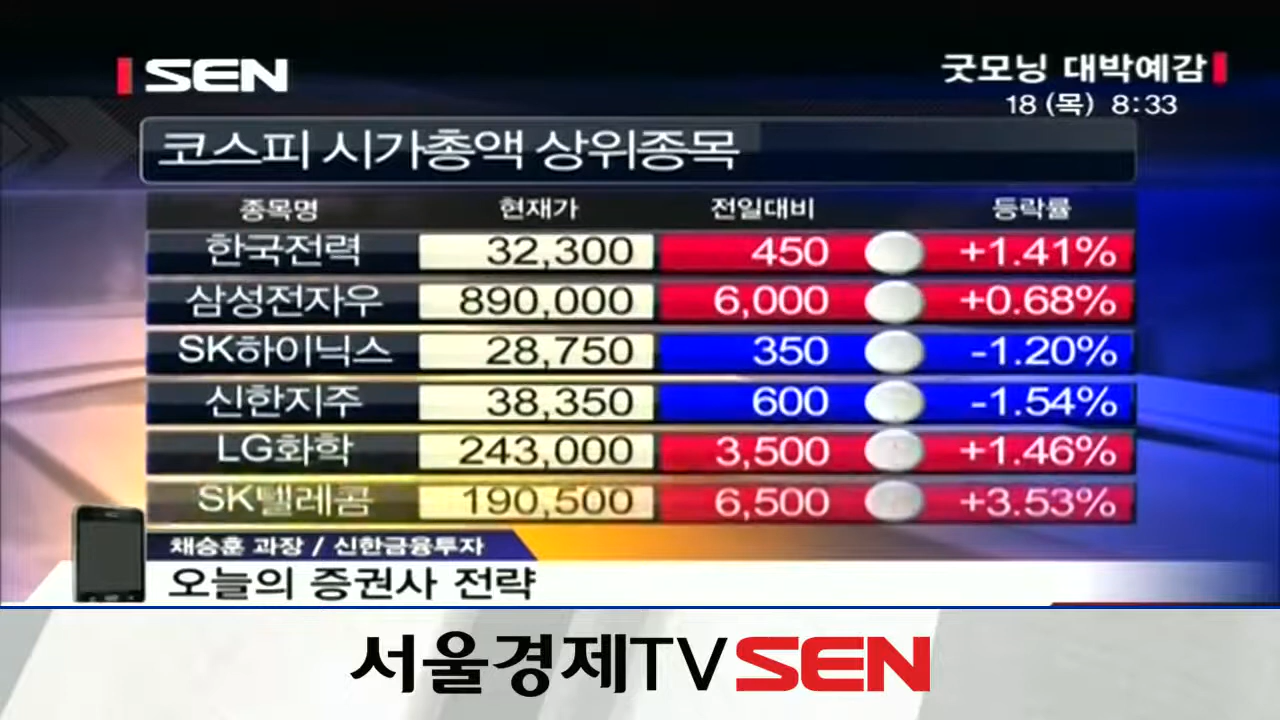 SEN
굿모닝 대박예감
18 (목) 8:33
코스피 시가총액 상위종목
종목명 현재가 전일대비 등락률
한국전력 32,300 450 +1.41%
삼성전자우 890,000 6,000 +0.68%
SK하이닉스 28,750 350 -1.20%
신한지주 38,350 600 -1.54%
LG화학 243,000 3,500 +1.46%
SK텔레콤 190,500 6,500 +3.53%
채승훈 과장 / 신한금융투자
오늘의 증권사 전략
서울경제TV SEN